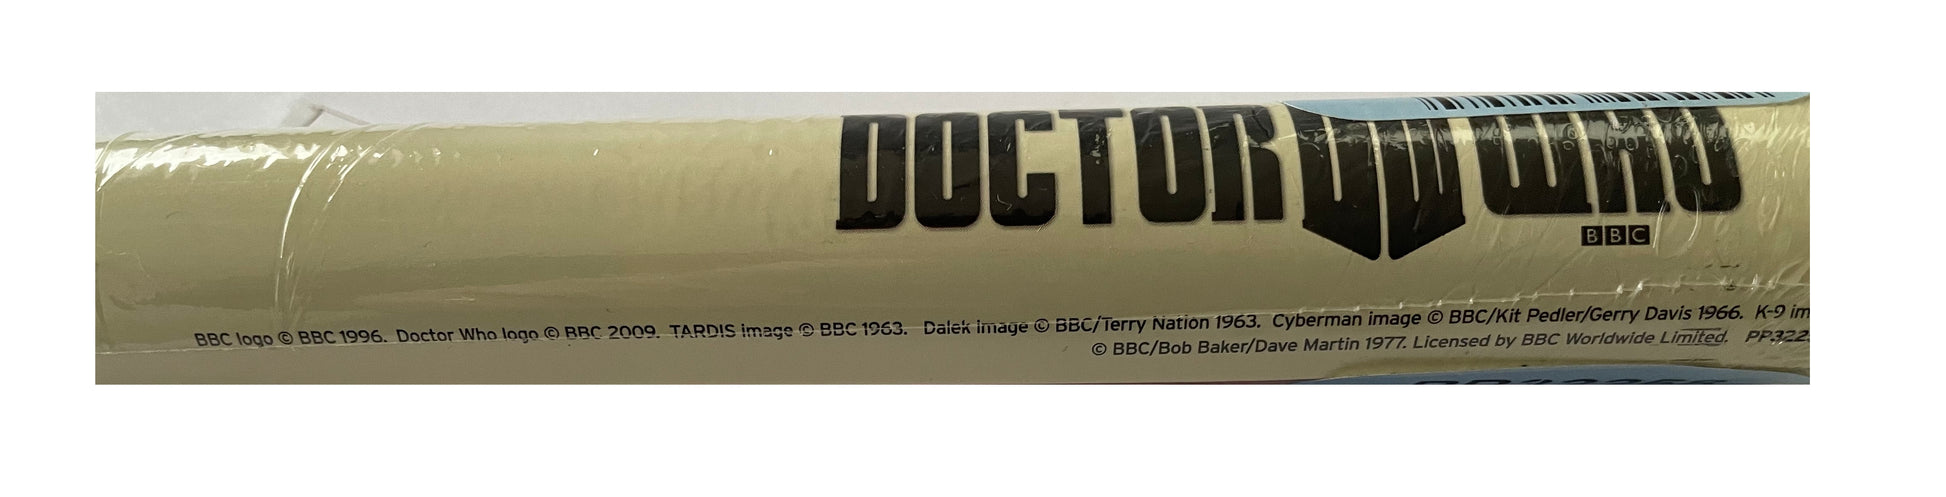 DOCTOR WHO
BBC
BBC logo © BBC 1996. Doctor Who logo © BBC 2009. TARDIS image © BBC 1963. Dalek image © BBC/Terry Nation 1963. Cyberman image © BBC/Kit Pedler/Gerry Davis 1966. K-9 im
© BBC/Bob Baker/Dave Martin 1977. Licensed by BBC Worldwide Limited.